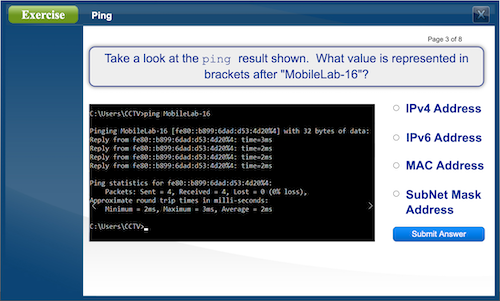 Exercise
Ping
X
Page 3 of 8
Take a look at the ping result shown. What value is represented in
brackets after "MobileLab-16"?
C:\Users\CCTV>ping MobileLab-16
Pinging MobileLab-16 [fe80::b899:6dad:d53:4d20%4] with 32 bytes of data:
Reply from fe80::b899:6dad:d53:4d20%4: time=3ms
Reply from fe80::b899:6dad:d53:4d20%4: time=2ms
Reply from fe80::b899:6dad:d53:4d20%4: time=2ms
Reply from fe80::b899:6dad:d53:4d20%4: time=2ms
Ping statistics for fe80::b899:6dad:d53:4d20%4:
Packets: Sent = 4, Received = 4, Lost = 0 (0% loss),
Approximate round trip times in milli-seconds:
Minimum = 2ms, Maximum = 3ms, Average = 2ms
C:\Users\CCTV>
IPv4 Address
IPv6 Address
MAC Address
SubNet Mask
Address
Submit Answer